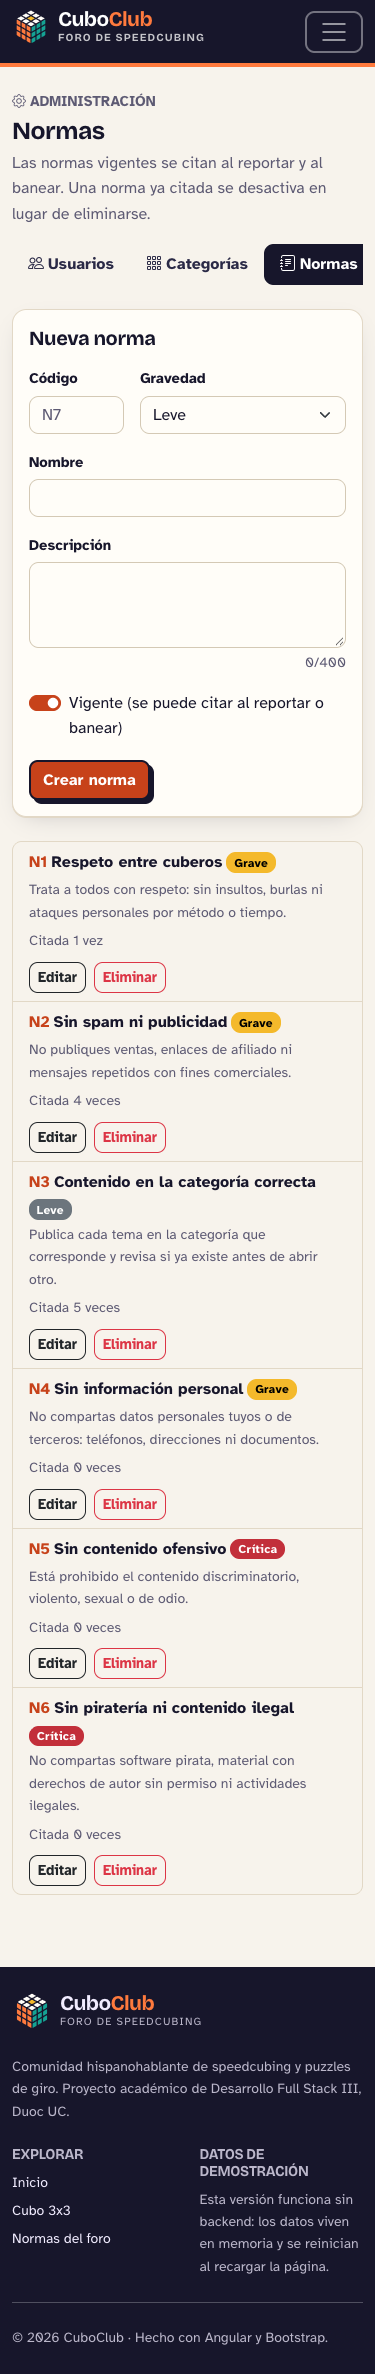 CuboClub
FORO DE SPEEDCUBING
ADMINISTRACIÓN
Normas
Las normas vigentes se citan al reportar y al
banear. Una norma ya citada se desactiva en
lugar de eliminarse.
Usuarios Categorías Normas
Nueva norma
Código Gravedad
N7 Leve
Nombre
Descripción
0/400
Vigente (se puede citar al reportar o
banear)
Crear norma
N1 Respeto entre cuberos Grave
Trata a todos con respeto: sin insultos, burlas ni
ataques personales por método o tiempo.
Citada 1 vez
Editar Eliminar
N2 Sin spam ni publicidad Grave
No publiques ventas, enlaces de afiliado ni
mensajes repetidos con fines comerciales.
Citada 4 veces
Editar Eliminar
N3 Contenido en la categoría correcta
Leve
Publica cada tema en la categoría que
corresponde y revisa si ya existe antes de abrir
otro.
Citada 5 veces
Editar Eliminar
N4 Sin información personal Grave
No compartas datos personales tuyos o de
terceros: teléfonos, direcciones ni documentos.
Citada 0 veces
Editar Eliminar
N5 Sin contenido ofensivo Crítica
Está prohibido el contenido discriminatorio,
violento, sexual o de odio.
Citada 0 veces
Editar Eliminar
N6 Sin piratería ni contenido ilegal
Crítica
No compartas software pirata, material con
derechos de autor sin permiso ni actividades
ilegales.
Citada 0 veces
Editar Eliminar
CuboClub
FORO DE SPEEDCUBING
Comunidad hispanohablante de speedcubing y puzzles
de giro. Proyecto académico de Desarrollo Full Stack III,
Duoc UC.
EXPLORAR
Inicio
Cubo 3x3
Normas del foro
DATOS DE
DEMOSTRACIÓN
Esta versión funciona sin
backend: los datos viven
en memoria y se reinician
al recargar la página.
© 2026 CuboClub · Hecho con Angular y Bootstrap.